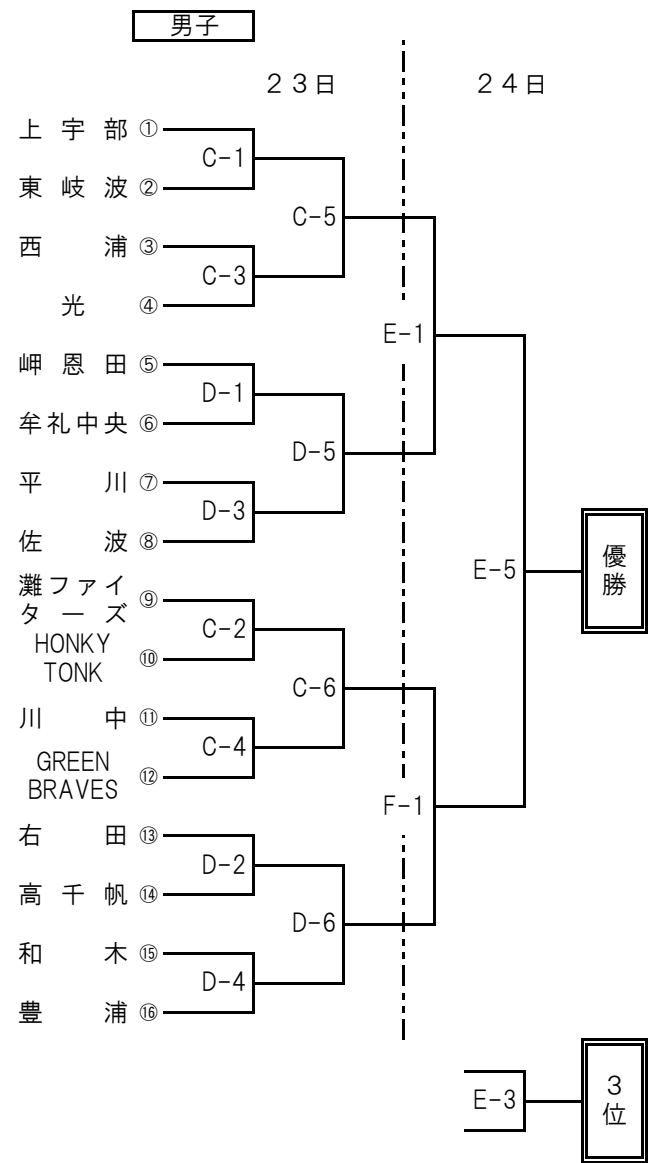 男子
２３日
２４日
上宇部 ①
C-1
東岐波 ②
C-5
西浦 ③
C-3
光 ④
E-1
岬恩田 ⑤
D-1
牟礼中央 ⑥
D-5
平川 ⑦
D-3
佐波 ⑧
E-5
優勝
灘ファイ
ターズ ⑨
C-2
HONKY
TONK ⑩
C-6
川中 ⑪
C-4
GREEN
BRAVES ⑫
F-1
右田 ⑬
D-2
高千帆 ⑭
D-6
和木 ⑮
D-4
豊浦 ⑯
E-3
３位